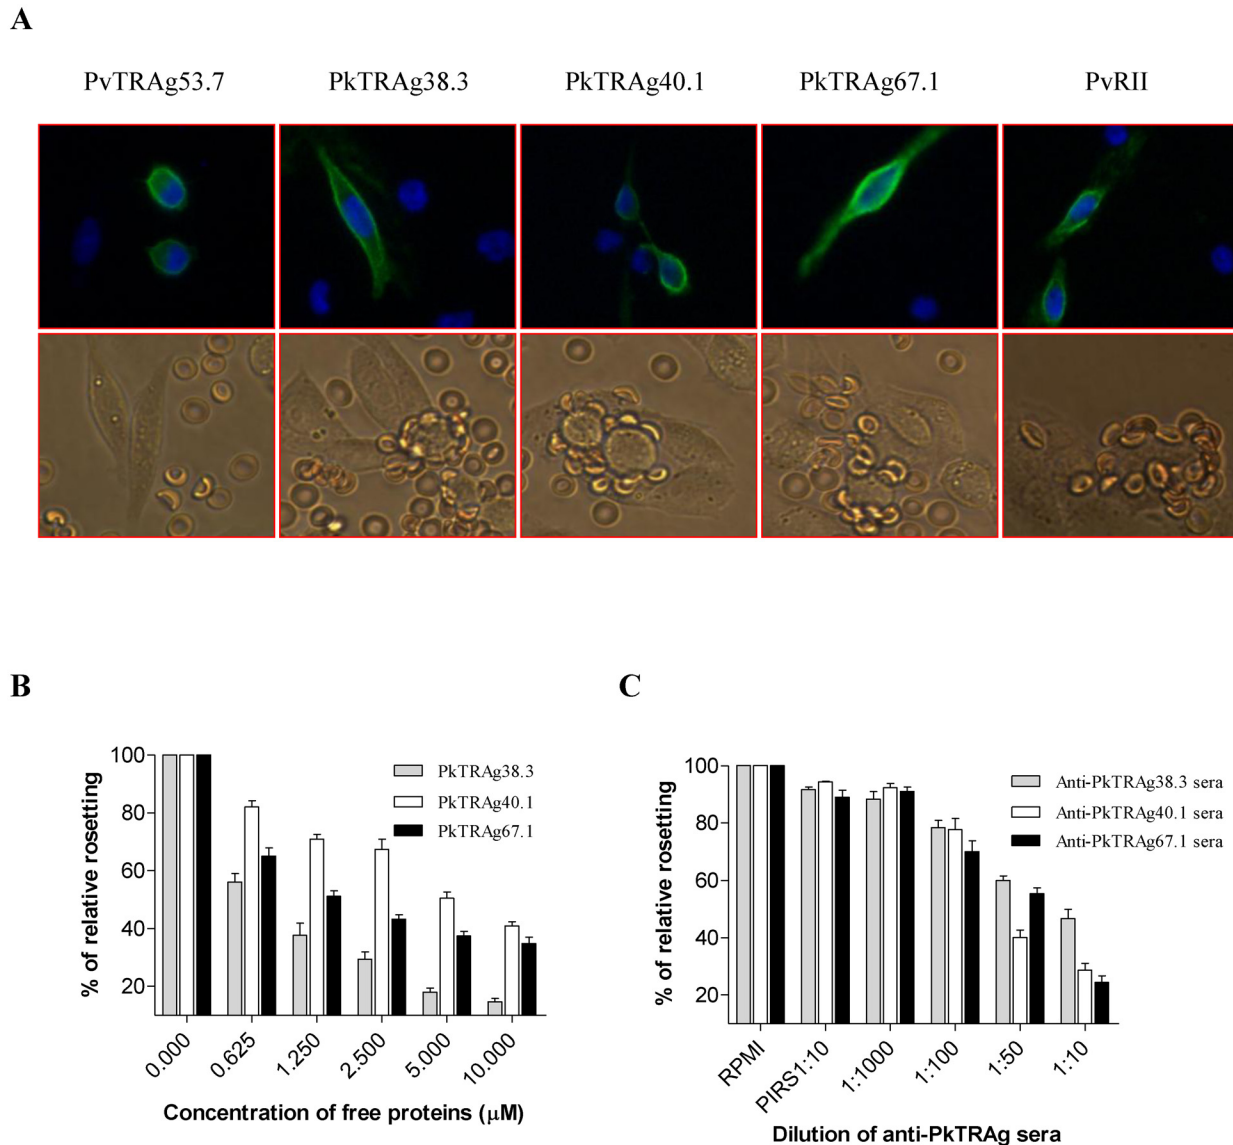 A
PvTRAg53.7
PkTRAg38.3
PkTRAg40.1
PkTRAg67.1
PvRII
B
% of relative rosetting
100
80
60
40
20
PkTRAg38.3
PkTRAg40.1
PkTRAg67.1
0.000
0.625
1.250
2.500
5.000
10.000
Concentration of free proteins (μM)
C
% of relative rosetting
100
80
60
40
20
Anti-PkTRAg38.3 sera
Anti-PkTRAg40.1 sera
Anti-PkTRAg67.1 sera
RPMI
PIRS1:10
1:1000
1:100
1:50
1:10
Dilution of anti-PkTRAg sera